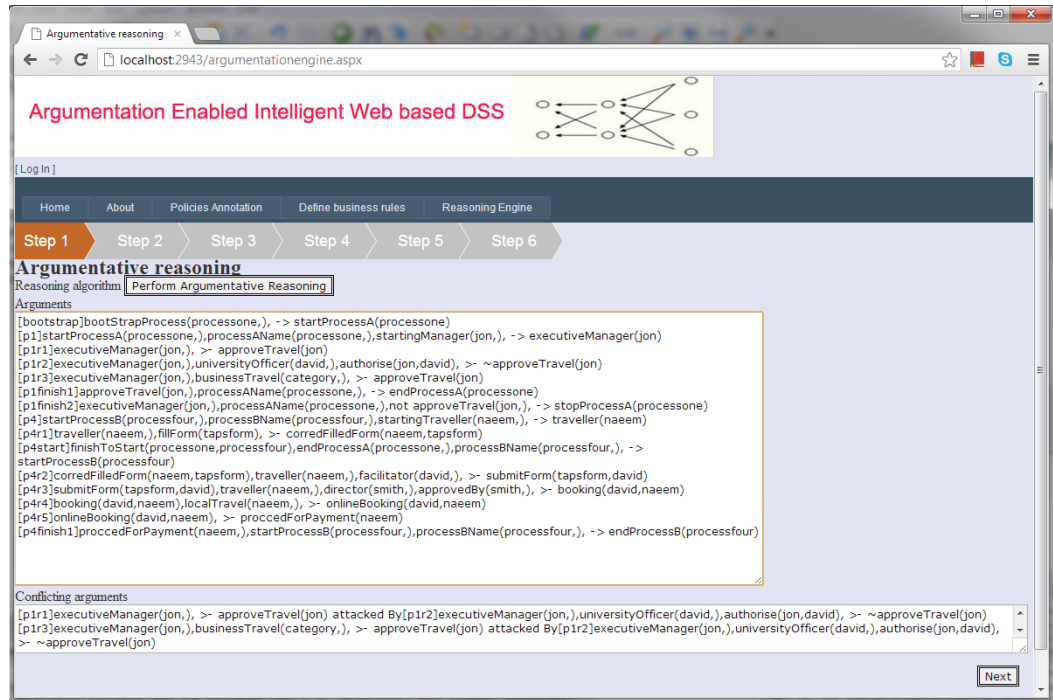 Argumentative reasoning
localhost:2943/argumentationengine.aspx
Argumentation Enabled Intelligent Web based DSS
[ Log In ]
Home About Policies Annotation Define business rules Reasoning Engine
Step 1 Step 2 Step 3 Step 4 Step 5 Step 6
Argumentative reasoning
Reasoning algorithm Perform Argumentative Reasoning
Arguments
[bootstrap]bootStrapProcess(processone,), -> startProcessA(processone)
[p1]startProcessA(processone,),processAName(processone,),startingManager(jon,), -> executiveManager(jon)
[p1r1]executiveManager(jon,), >- approveTravel(jon)
[p1r2]executiveManager(jon,),universityOfficer(david,),authorise(jon,david), >- ~approveTravel(jon)
[p1r3]executiveManager(jon,),businessTravel(category,), >- approveTravel(jon)
[p1finish1]approveTravel(jon,),processAName(processone,), -> endProcessA(processone)
[p1finish2]executiveManager(jon,),processAName(processone,),not approveTravel(jon,), -> stopProcessA(processone)
[p4]startProcessB(processfour,),processBName(processfour,),startingTraveller(naeem,), -> traveller(naeem)
[p4r1]traveller(naeem,),fillForm(tapsform), >- corredFilledForm(naeem,tapsform)
[p4start]finishToStart(processone,processfour),endProcessA(processone,),processBName(processfour,), ->
startProcessB(processfour)
[p4r2]corredFilledForm(naeem,tapsform),traveller(naeem,),facilitator(david,), >- submitForm(tapsform,david)
[p4r3]submitForm(tapsform,david),traveller(naeem,),director(smith,),approvedBy(smith,), >- booking(david,naeem)
[p4r4]booking(david,naeem),localTravel(naeem,), >- onlineBooking(david,naeem)
[p4r5]onlineBooking(david,naeem), >- proccedForPayment(naeem)
[p4finish1]proccedForPayment(naeem,),startProcessB(processfour,),processBName(processfour,), -> endProcessB(processfour)
Conflicting arguments
[p1r1]executiveManager(jon,), >- approveTravel(jon) attacked By[p1r2]executiveManager(jon,),universityOfficer(david,),authorise(jon,david), >- ~approveTravel(jon)
[p1r3]executiveManager(jon,),businessTravel(category,), >- approveTravel(jon) attacked By[p1r2]executiveManager(jon,),universityOfficer(david,),authorise(jon,david),
>- ~approveTravel(jon)
Next